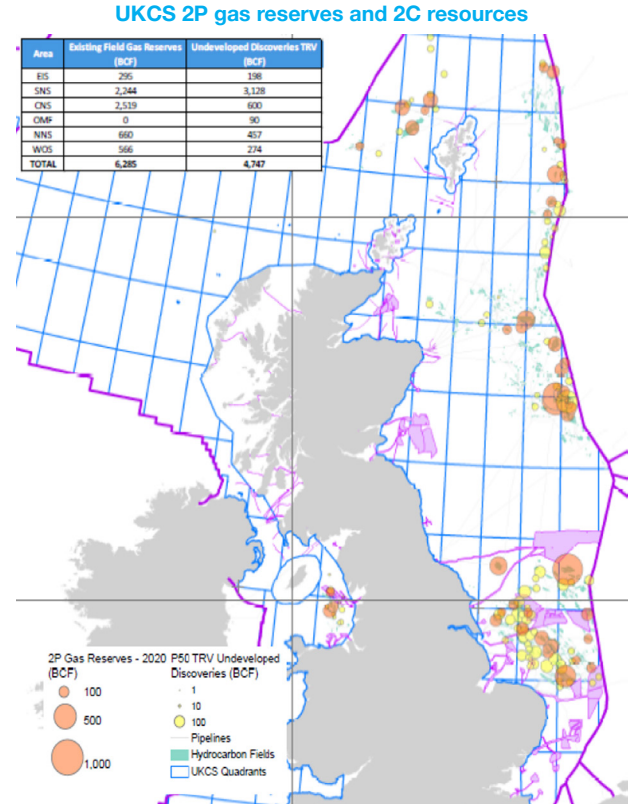 UKCS 2P gas reserves and 2C resources
Area Existing Field Gas Reserves (BCF) Undeveloped Discoveries TRV (BCF)
EIS 295 198
SNS 2,244 3,128
CNS 2,519 600
OMF 0 90
NNS 660 457
WOS 566 274
TOTAL 6,285 4,747
2P Gas Reserves - 2020 (BCF)
100
500
1,000
P50 TRV Undeveloped
Discoveries (BCF)
1
10
100
Pipelines
Hydrocarbon Fields
UKCS Quadrants